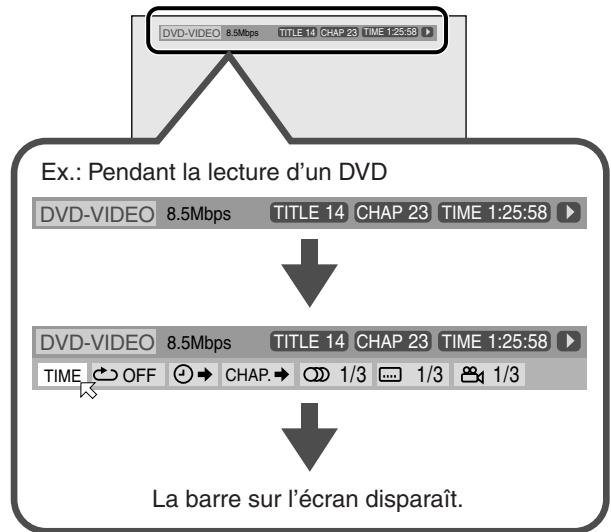 DVD-VIDEO 8.5Mbps TITLE 14 CHAP 23 TIME 1:25:58
Ex.: Pendant la lecture d'un DVD
DVD-VIDEO 8.5Mbps TITLE 14 CHAP 23 TIME 1:25:58
DVD-VIDEO 8.5Mbps TITLE 14 CHAP 23 TIME 1:25:58
TIME OFF CHAP. 1/3 1/3 1/3
La barre sur l'écran disparaît.